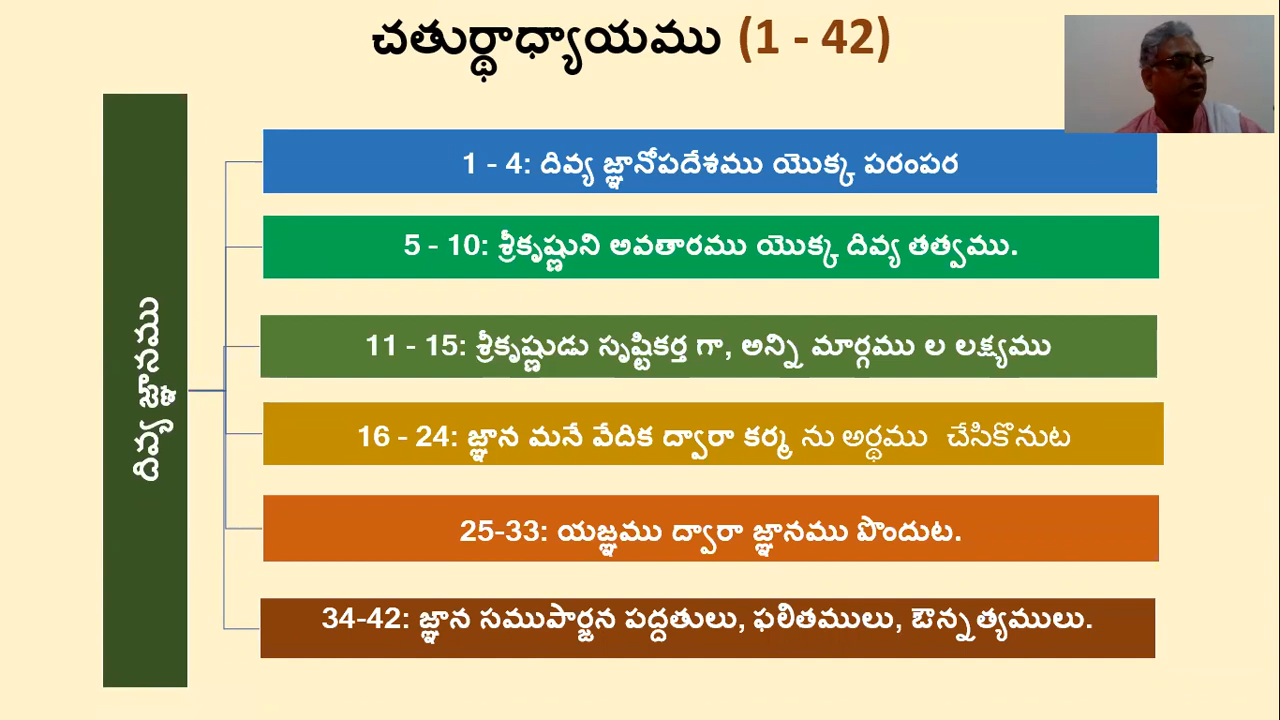 చతుర్థాధ్యాయము (1 - 42)
దివ్య జ్ఞానము
1 - 4: దివ్య జ్ఞానోపదేశము యొక్క పరంపర
5 - 10: శ్రీకృష్ణుని అవతారము యొక్క దివ్య తత్వము.
11 - 15: శ్రీకృష్ణుడు సృష్టికర్త గా, అన్ని మార్గము ల లక్ష్యము
16 - 24: జ్ఞాన మనే వేదిక ద్వారా కర్మ ను అర్థము చేసికొనుట
25-33: యజ్ఞము ద్వారా జ్ఞానము పొందుట.
34-42: జ్ఞాన సముపార్జన పద్దతులు, ఫలితములు, ఔన్నత్యములు.